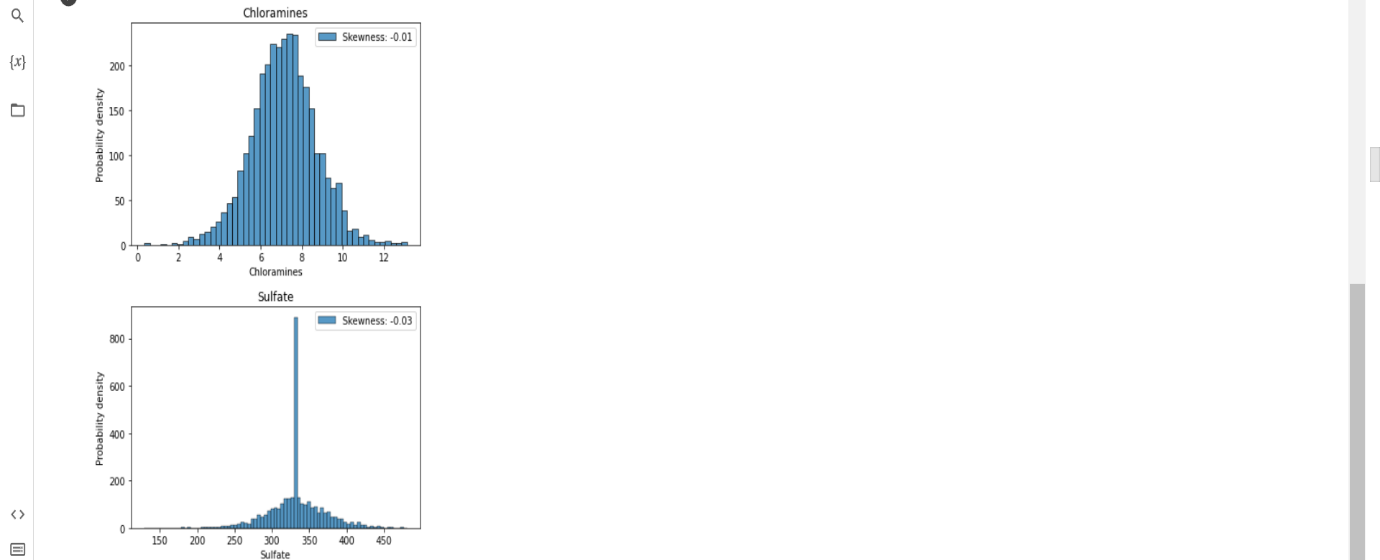 Chloramines
Skewness: -0.01
Probability density
200
150
100
50
0
0 2 4 6 8 10 12
Chloramines
Sulfate
Skewness: -0.03
Probability density
800
600
400
200
0
150 200 250 300 350 400 450
Sulfate
{x}
<>